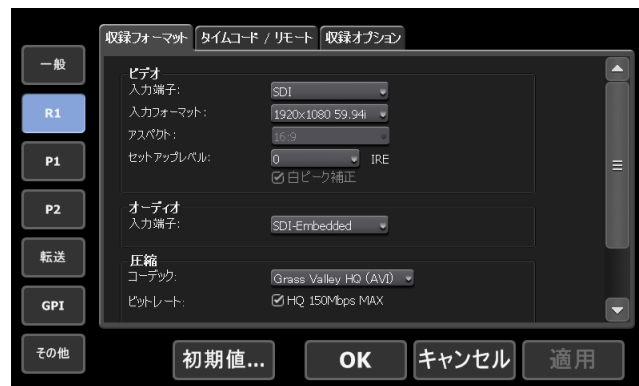 収録フォーマット タイムコード / リモート 収録オプション
一般
R1
P1
P2
転送
GPI
その他
ビデオ
入力端子: SDI
入力フォーマット: 1920x1080 59.94i
アスペクト: 16:9
セットアップレベル: 0 IRE
白ピーク補正
オーディオ
入力端子: SDI-Embedded
圧縮
コーデック: Grass Valley HQ (AVI)
ビットレート: HQ 150Mbps MAX
初期値... OK キャンセル 適用